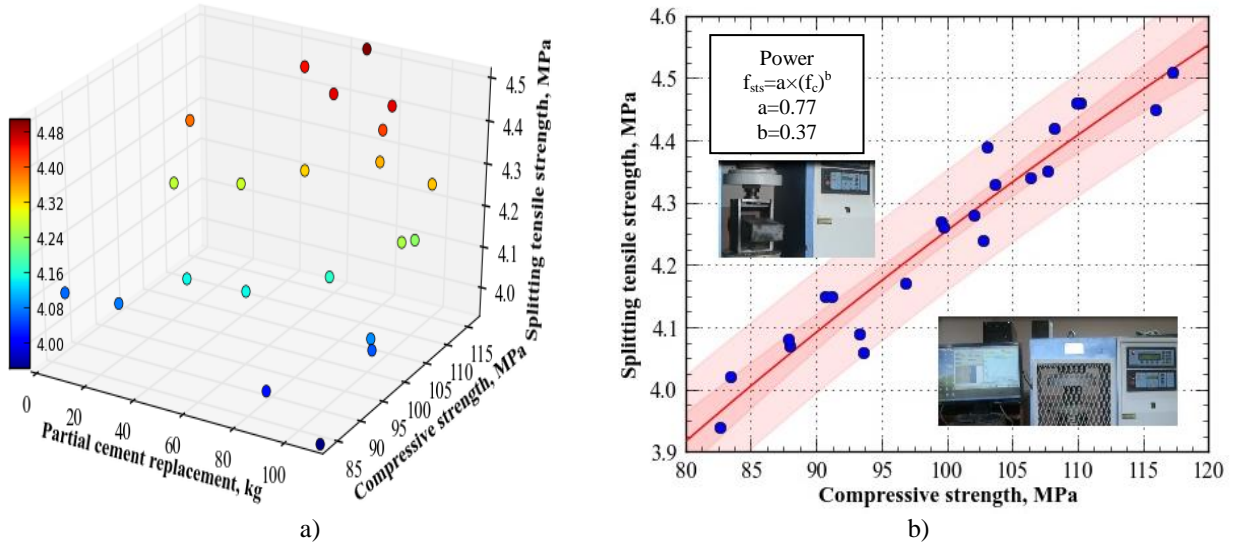 4.48
4.40
4.32
4.24
4.16
4.08
4.00
0
20
40
60
80
100
Partial cement replacement, kg
85
90
95
100
105
110
115
Compressive strength, MPa
4.0
4.1
4.2
4.3
4.4
4.5
Splitting tensile strength, MPa
a)
4.6
4.5
4.4
4.3
4.2
4.1
4.0
3.9
Splitting tensile strength, MPa
Power
f_sts=a×(f_c)^b
a=0.77
b=0.37
80 85 90 95 100 105 110 115 120
Compressive strength, MPa
b)